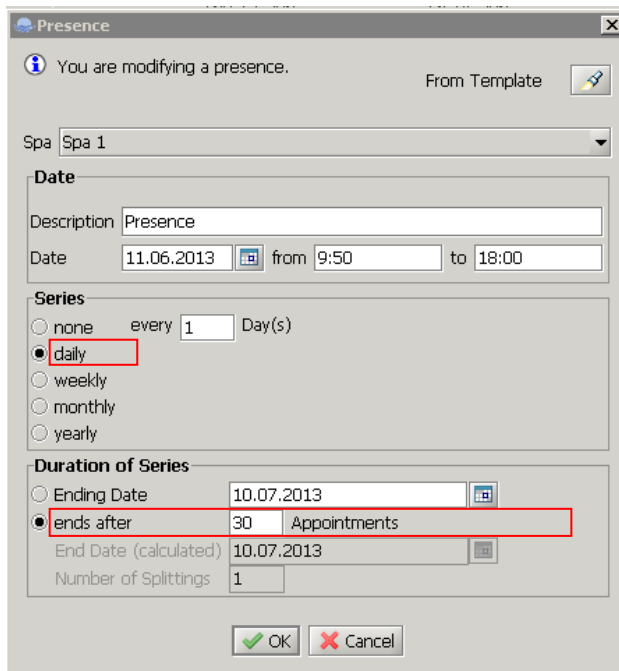 Presence
You are modifying a presence.
From Template
Spa Spa 1
Date
Description Presence
Date 11.06.2013 from 9:50 to 18:00
Series
none every 1 Day(s)
daily
weekly
monthly
yearly
Duration of Series
Ending Date 10.07.2013
ends after 30 Appointments
End Date (calculated) 10.07.2013
Number of Splittings 1
OK Cancel